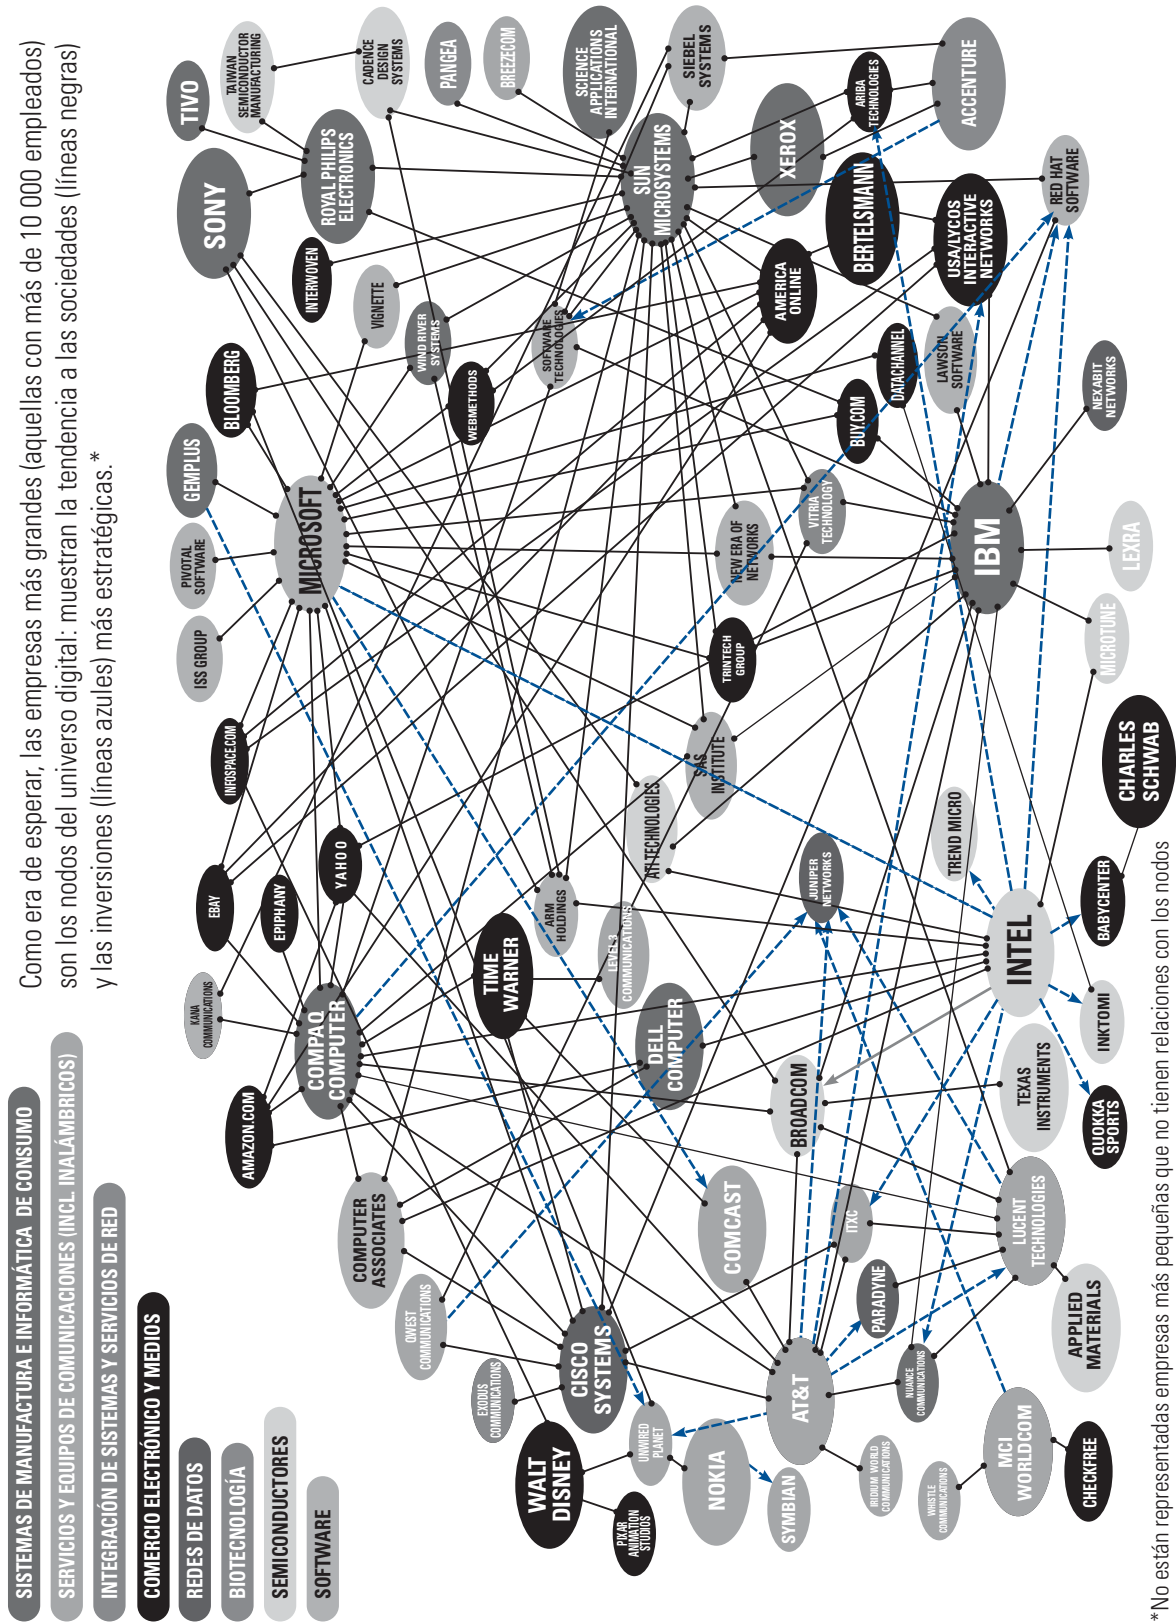 Como era de esperar, las empresas más grandes (aquellas con más de 10 000 empleados)
son los nodos del universo digital: muestran la tendencia a las sociedades (líneas negras)
y las inversiones (líneas azules) más estratégicas.*
SISTEMAS DE MANUFACTURA E INFORMÁTICA DE CONSUMO
SERVICIOS Y EQUIPOS DE COMUNICACIONES (INCL. INALÁMBRICOS)
INTEGRACIÓN DE SISTEMAS Y SERVICIOS DE RED
COMERCIO ELECTRÓNICO Y MEDIOS
REDES DE DATOS
BIOTECNOLOGÍA
SEMICONDUCTORES
SOFTWARE
TIVO
TAIWAN
SEMICONDUCTOR
MANUFACTURING
CADENCE
DESIGN
SYSTEMS
PANGEA
BREEZECOM
SCIENCE
APPLICATIONS
INTERNATIONAL
SIEBEL
SYSTEMS
ARIBA
TECHNOLOGIES
ACCENTURE
SONY
ROYAL PHILIPS
ELECTRONICS
SUN
MICROSYSTEMS
XEROX
BERTELSMANN
RED HAT
SOFTWARE
INTERWOVEN
VIGNETTE
WIND RIVER
SYSTEMS
SOFTWARE
TECHNOLOGIES
AMERICA
ONLINE
USA/LYCOS
INTERACTIVE
NETWORKS
BLOOMBERG
WEBMETHODS
BUY.COM
DATACHANNEL
LAWSON
SOFTWARE
NEXABIT
NETWORKS
GEMPLUS
MICROSOFT
PIVOTAL
SOFTWARE
ISS GROUP
NEW ERA OF
NETWORKS
VITRIA
TECHNOLOGY
IBM
LEXRA
MICROTUNE
TRINTECH
GROUP
INFOSPACE.COM
SAS
INSTITUTE
ATI TECHNOLOGIES
CHARLES
SCHWAB
EBAY
EPIPHANY
YAHOO
ARM
HOLDINGS
JUNIPER
NETWORKS
TREND MICRO
BABYCENTER
KANA
COMMUNICATIONS
COMPAQ
COMPUTER
TIME
WARNER
LEVEL 3
COMMUNICATIONS
INTEL
INKTOMI
AMAZON.COM
DELL
COMPUTER
BROADCOM
TEXAS
INSTRUMENTS
QUOKKA
SPORTS
COMPUTER
ASSOCIATES
COMCAST
ITXC
LUCENT
TECHNOLOGIES
QWEST
COMMUNICATIONS
CISCO
SYSTEMS
PARADYNE
APPLIED
MATERIALS
EXODUS
COMMUNICATIONS
AT&T
NUANCE
COMMUNICATIONS
WALT
DISNEY
UNWIRED
PLANET
NOKIA
SYMBIAN
IRIDIUM WORLD
COMMUNICATIONS
MCI
WORLDCOM
WHISTLE
COMMUNICATIONS
CHECKFREE
PIXAR
ANIMATION
STUDIOS
*No están representadas empresas más pequeñas que no tienen relaciones con los nodos